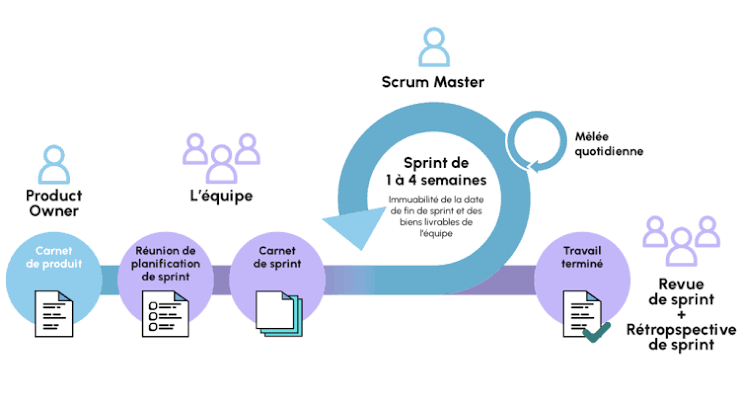 Scrum Master
Mêlée
quotidienne
Sprint de
1 à 4 semaines
Immuabilité de la date
de fin de sprint et des
biens livrables de
l'équipe
Product
Owner
L'équipe
Carnet
de produit
Réunion de
planification
de sprint
Carnet
de sprint
Travail
terminé
Revue
de sprint
+
Rétropspective
de sprint